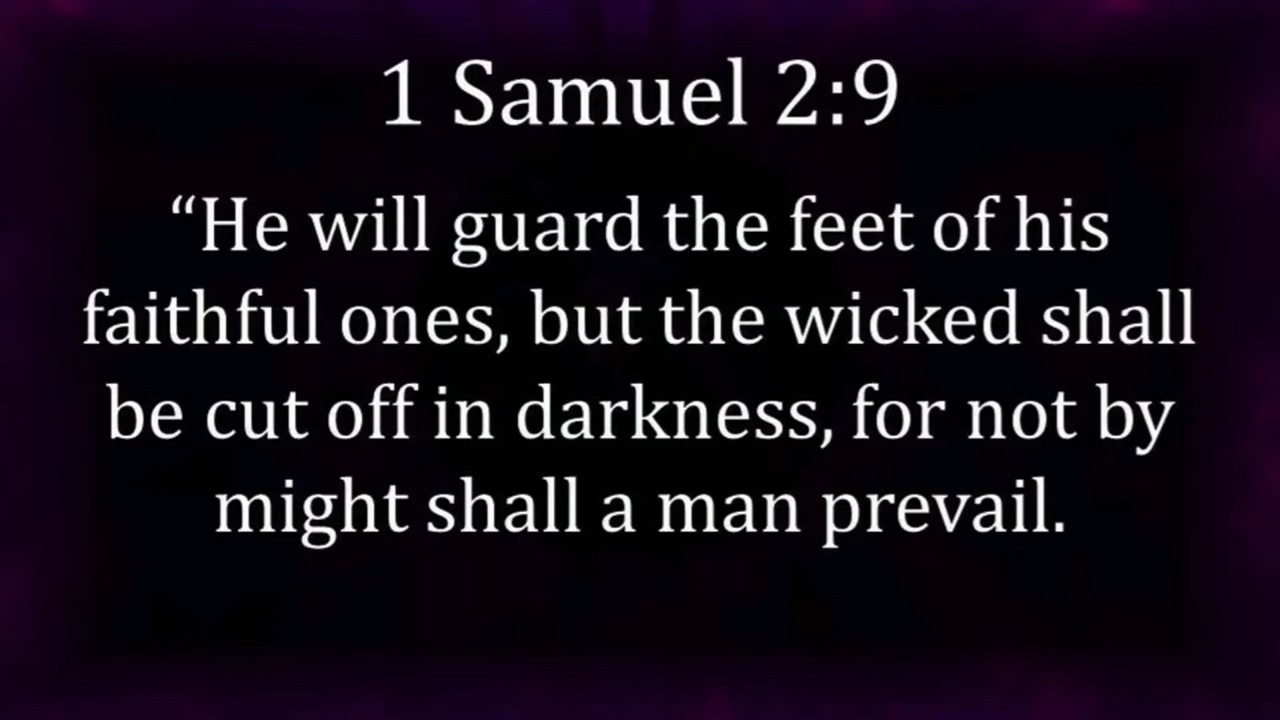 1 Samuel 2:9
“He will guard the feet of his
faithful ones, but the wicked shall
be cut off in darkness, for not by
might shall a man prevail.